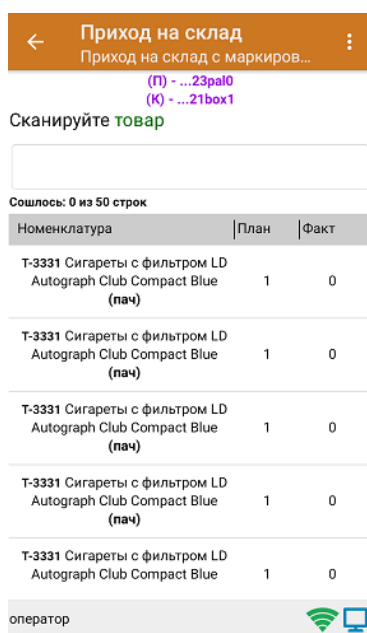 Приход на склад
Приход на склад с маркиров...
(П) - ...23pal0
(К) - ...21box1
Сканируйте товар
Сошлось: 0 из 50 строк
Номенклатура План Факт
Т-3331 Сигареты с фильтром LD
Autograph Club Compact Blue 1 0
(пач)
Т-3331 Сигареты с фильтром LD
Autograph Club Compact Blue 1 0
(пач)
Т-3331 Сигареты с фильтром LD
Autograph Club Compact Blue 1 0
(пач)
Т-3331 Сигареты с фильтром LD
Autograph Club Compact Blue 1 0
(пач)
Т-3331 Сигареты с фильтром LD
Autograph Club Compact Blue 1 0
оператор